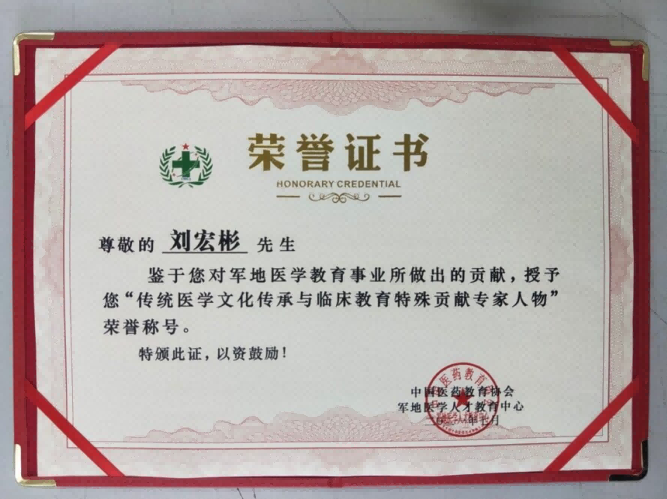 荣誉证书
HONORARY CREDENTIAL
尊敬的 刘宏彬 先生
鉴于您对军地医学教育事业所做出的贡献，授予
您“传统医学文化传承与临床教育特殊贡献专家人物”
荣誉称号。
特颁此证，以资鼓励！
中国医药教育协会
军地医学人才教育中心
年七月